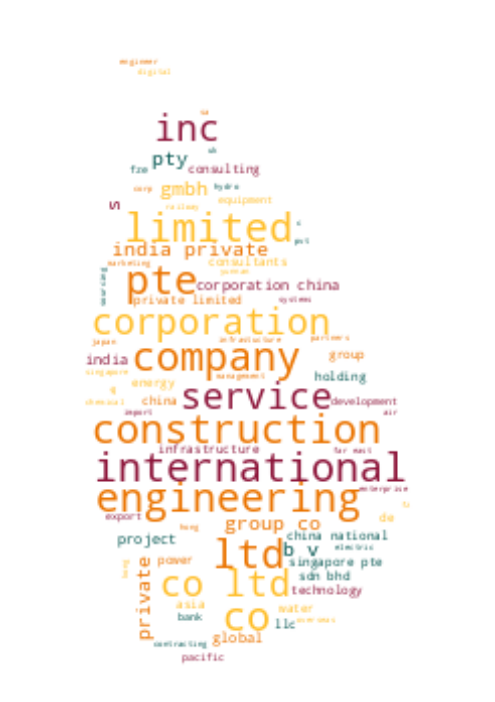 engineer
digital
inc
pty
fze
consulting
corp
gmbh
hydro
equipment
s
railway
limited
pvt
india private
marketing
consultants
pte
corporation china
private limited
systems
corporation
japan
infrastructure
partners
india
company
group
singapore
management
holding
energy
service
chemical
china
development
import
air
construction
infrastructure
far east
international
engineering
enterprise
export
de
hong
group co
project
ltd
china national
b v
electric
power
singapore pte
private
co ltd
sdn bhd
technology
asia
water
bank
co
llc
overseas
global
contracting
pacific